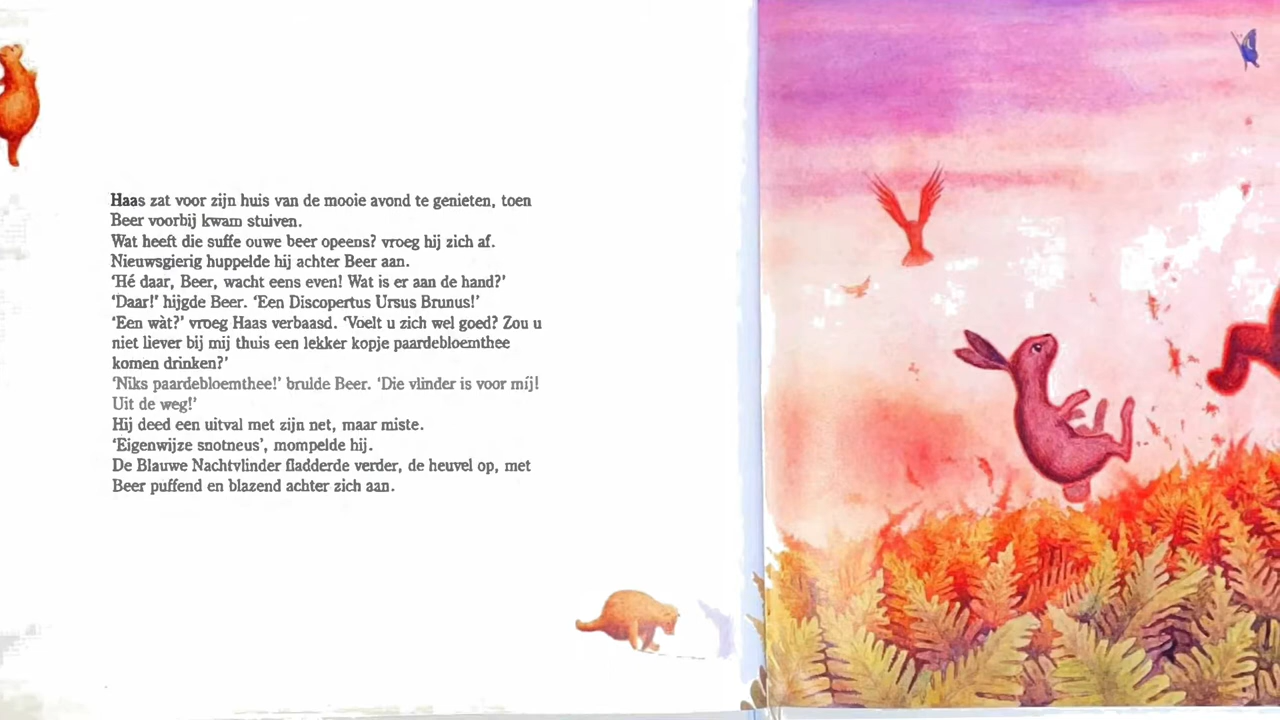 Haas zat voor zijn huis van de mooie avond te genieten, toen
Beer voorbij kwam stuiven.
Wat heeft die suffe ouwe beer opeens? vroeg hij zich af.
Nieuwsgierig huppelde hij achter Beer aan.
‘Hé daar, Beer, wacht eens even! Wat is er aan de hand?’
‘Daar!’ hijgde Beer. ‘Een Discopertus Ursus Brunus!’
‘Een wàt?’ vroeg Haas verbaasd. ‘Voelt u zich wel goed? Zou u
niet liever bij mij thuis een lekker kopje paardebloemthee
komen drinken?’
‘Niks paardebloemthee!’ brulde Beer. ‘Die vlinder is voor míj!
Uit de weg!’
Hij deed een uitval met zijn net, maar miste.
‘Eigenwijze snotneus’, mompelde hij.
De Blauwe Nachtvlinder fladderde verder, de heuvel op, met
Beer puffend en blazend achter zich aan.